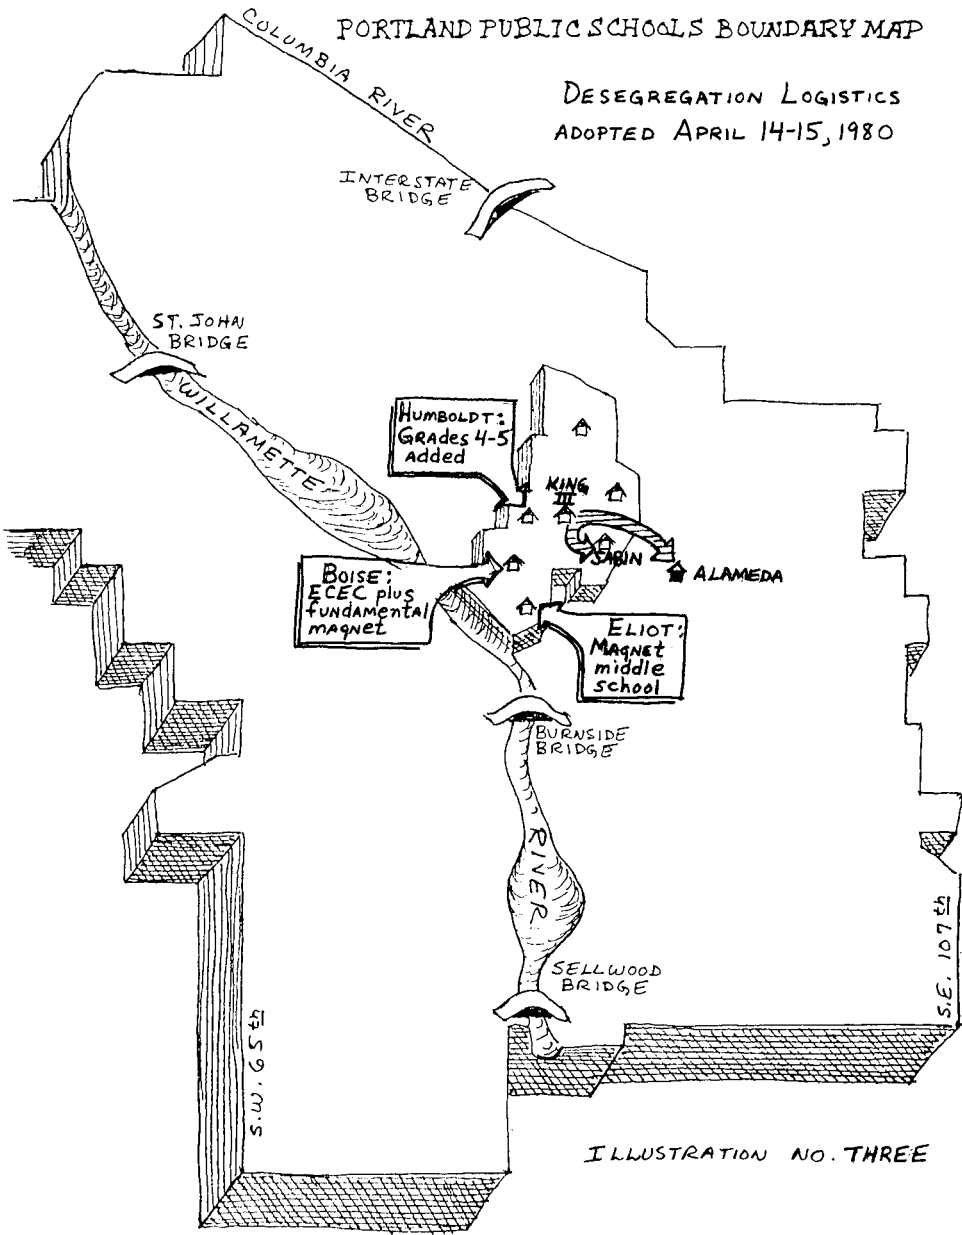 PORTLAND PUBLIC SCHOOLS BOUNDARY MAP
DESEGREGATION LOGISTICS
ADOPTED APRIL 14-15, 1980
COLUMBIA RIVER
INTERSTATE
BRIDGE
ST. JOHN
BRIDGE
WILLAMETTE
HUMBOLDT:
GRADES 4-5
added
KING
III
SABIN
ALAMEDA
BOISE:
ECEC plus
fundamental
magnet
ELIOT:
MAGNET
middle
school
BURNSIDE
BRIDGE
RIVER
SELLWOOD
BRIDGE
S.E. 107th
S.W. 65th
ILLUSTRATION NO. THREE